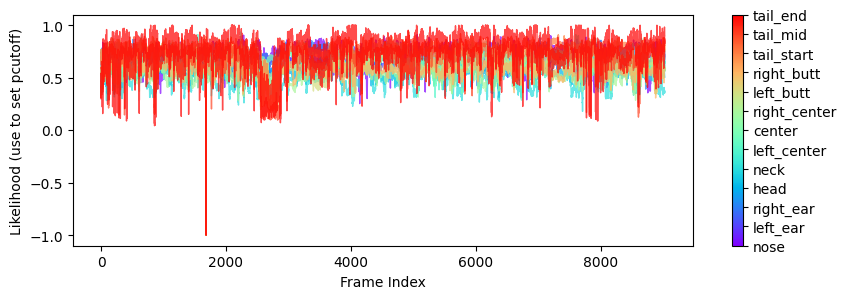 1.0
0.5
0.0
−0.5
−1.0
Likelihood (use to set pcutoff)
0
2000
4000
6000
8000
Frame Index
tail_end
tail_mid
tail_start
right_butt
left_butt
right_center
center
left_center
neck
head
right_ear
left_ear
nose